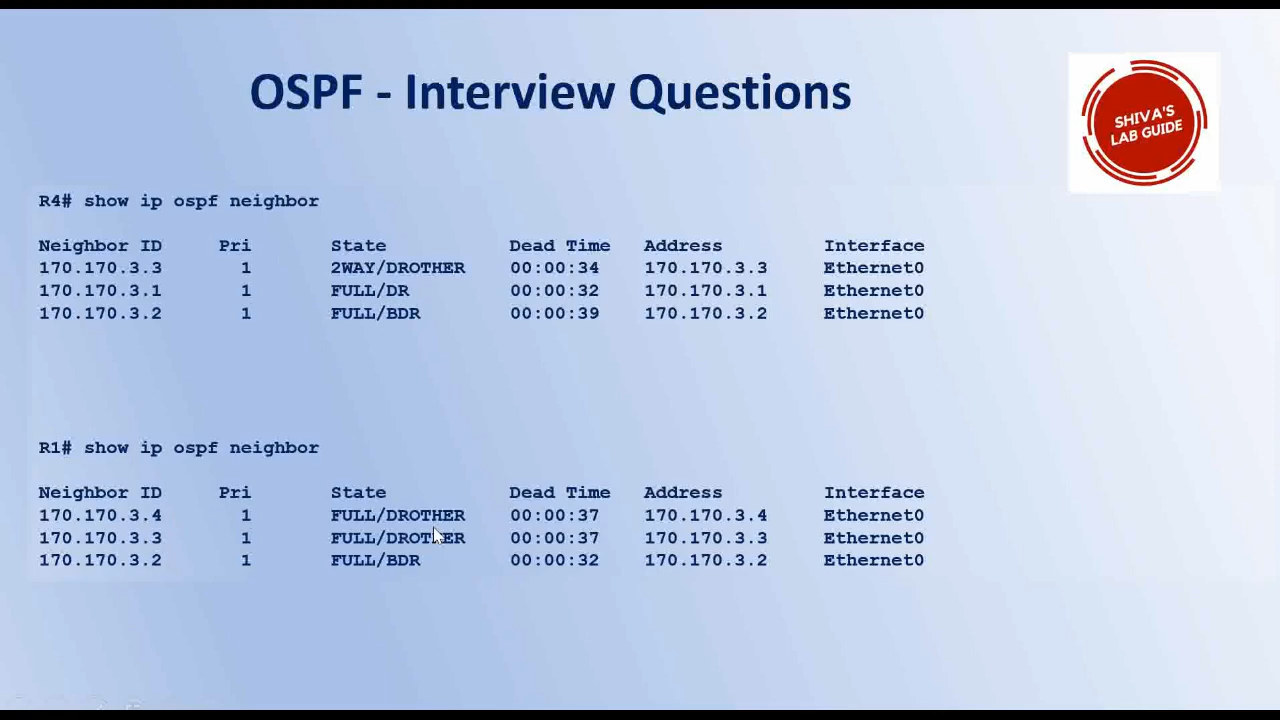 OSPF - Interview Questions
SHIVA'S
LAB GUIDE
R4# show ip ospf neighbor
Neighbor ID Pri State Dead Time Address Interface
170.170.3.3 1 2WAY/DROTHER 00:00:34 170.170.3.3 Ethernet0
170.170.3.1 1 FULL/DR 00:00:32 170.170.3.1 Ethernet0
170.170.3.2 1 FULL/BDR 00:00:39 170.170.3.2 Ethernet0
R1# show ip ospf neighbor
Neighbor ID Pri State Dead Time Address Interface
170.170.3.4 1 FULL/DROTHER 00:00:37 170.170.3.4 Ethernet0
170.170.3.3 1 FULL/DROTHER 00:00:37 170.170.3.3 Ethernet0
170.170.3.2 1 FULL/BDR 00:00:32 170.170.3.2 Ethernet0